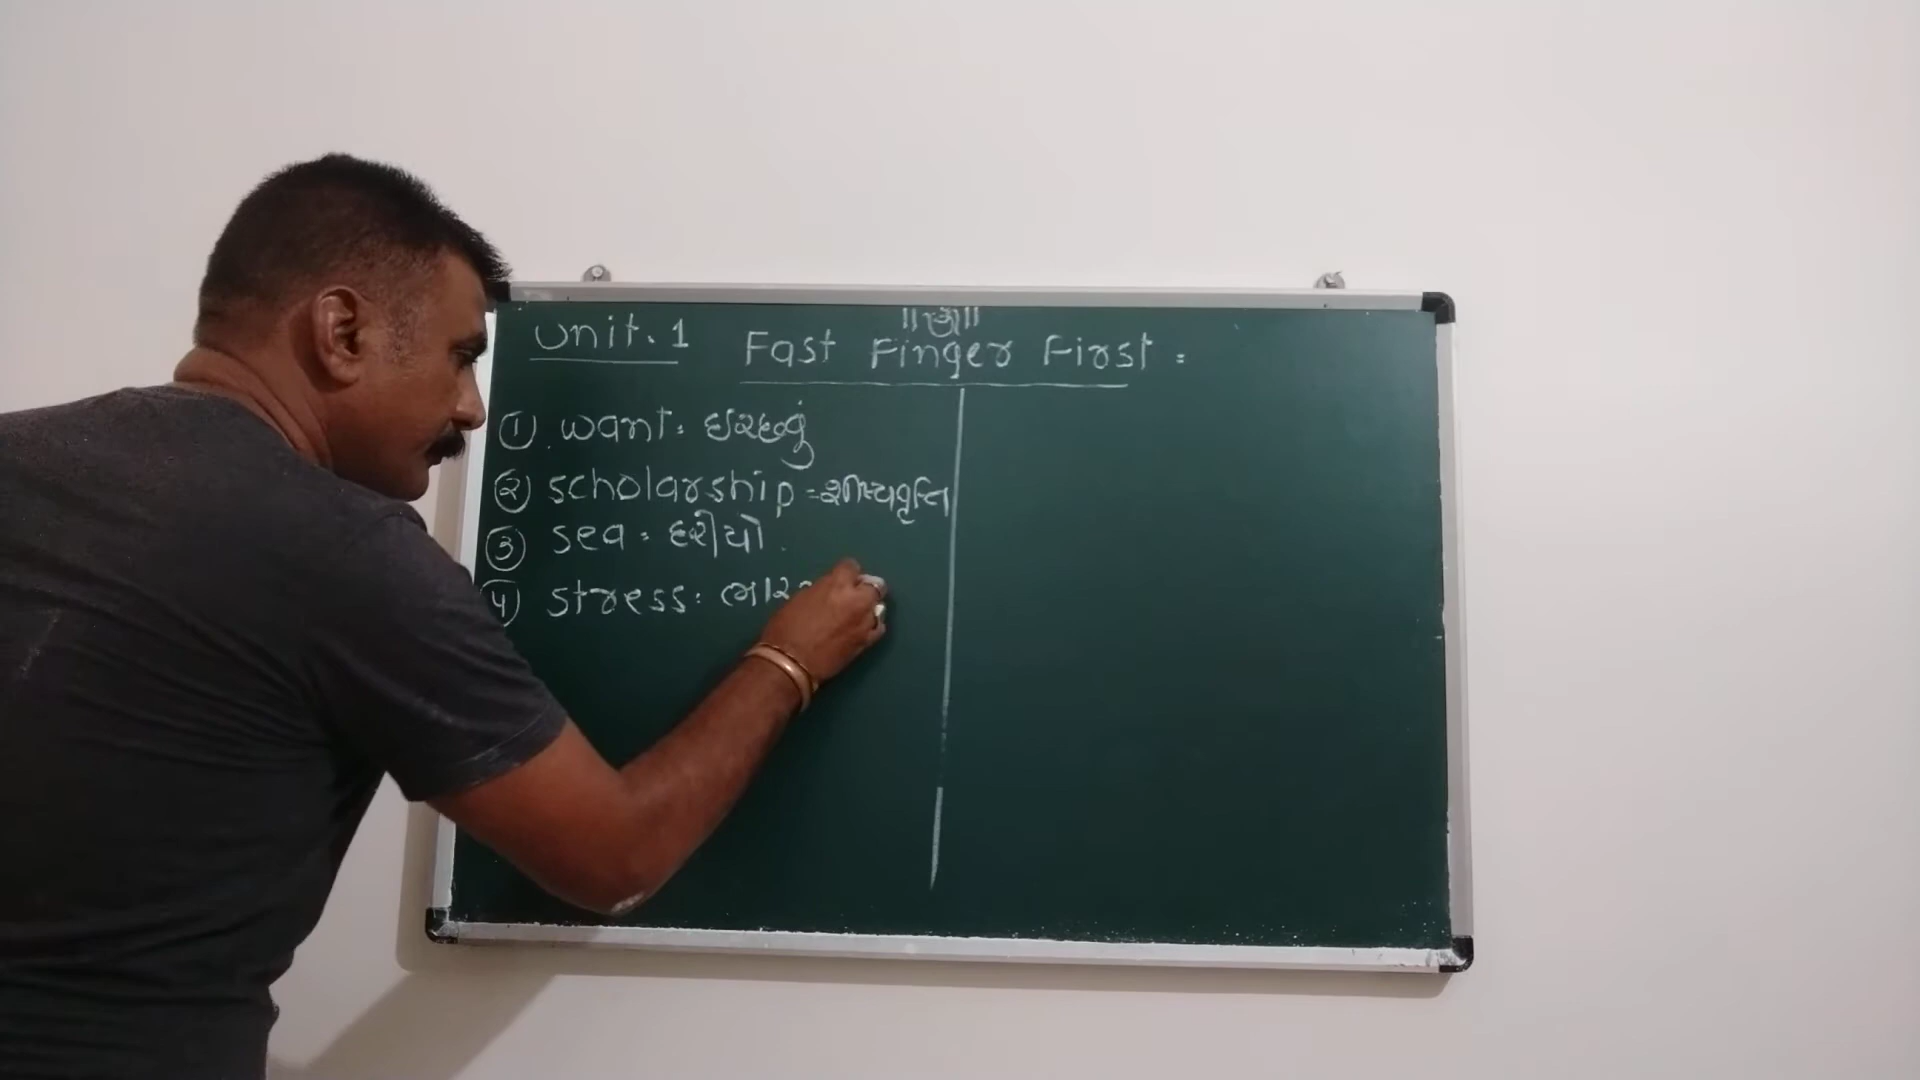 ॥ૐ॥
Unit. 1 Fast Finger First :
① want : ઇચ્છવું
② scholarship = શિષ્યવૃત્તિ
③ sea : દરીયો.
④ stress :